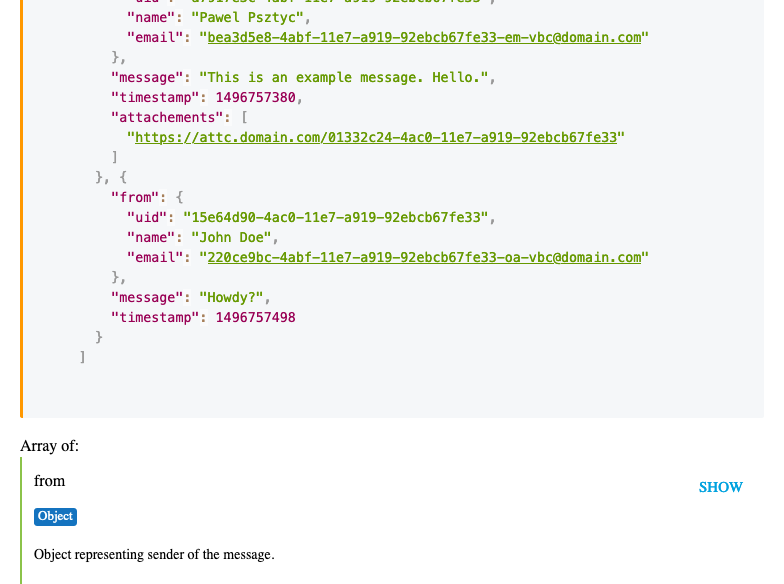 "name": "Pawel Psztyc",
"email": "bea3d5e8-4abf-11e7-a919-92ebcb67fe33-em-vbc@domain.com"
},
"message": "This is an example message. Hello.",
"timestamp": 1496757380,
"attachements": [
"https://attc.domain.com/01332c24-4ac0-11e7-a919-92ebcb67fe33"
]
}, {
"from": {
"uid": "15e64d90-4ac0-11e7-a919-92ebcb67fe33",
"name": "John Doe",
"email": "220ce9bc-4abf-11e7-a919-92ebcb67fe33-oa-vbc@domain.com"
},
"message": "Howdy?",
"timestamp": 1496757498
}
]
Array of:
from
SHOW
Object
Object representing sender of the message.